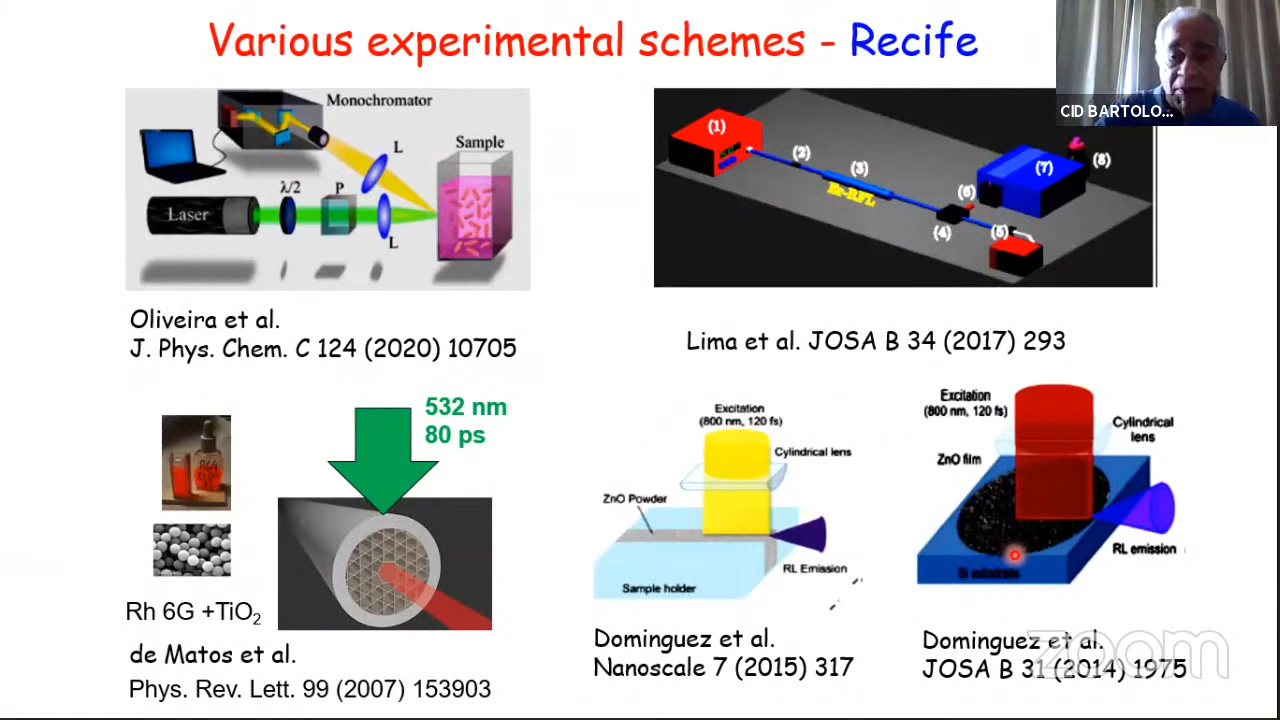 Various experimental schemes - Recife
CID BARTOLO...
Monochromator
L
Sample
λ/2
P
Laser
L
(1)
(2)
(3)
Er-RFL
(4)
(5)
(6)
(7)
(8)
Oliveira et al.
J. Phys. Chem. C 124 (2020) 10705
Lima et al. JOSA B 34 (2017) 293
532 nm
80 ps
Rh 6G +TiO₂
de Matos et al.
Phys. Rev. Lett. 99 (2007) 153903
Excitation
(800 nm, 120 fs)
Cylindrical lens
ZnO Powder
RL Emission
Sample holder
Dominguez et al.
Nanoscale 7 (2015) 317
Excitation
(800 nm, 120 fs)
Cylindrical
lens
ZnO film
RL emission
Si substrate
Dominguez et al.
JOSA B 31 (2014) 1975
zoom